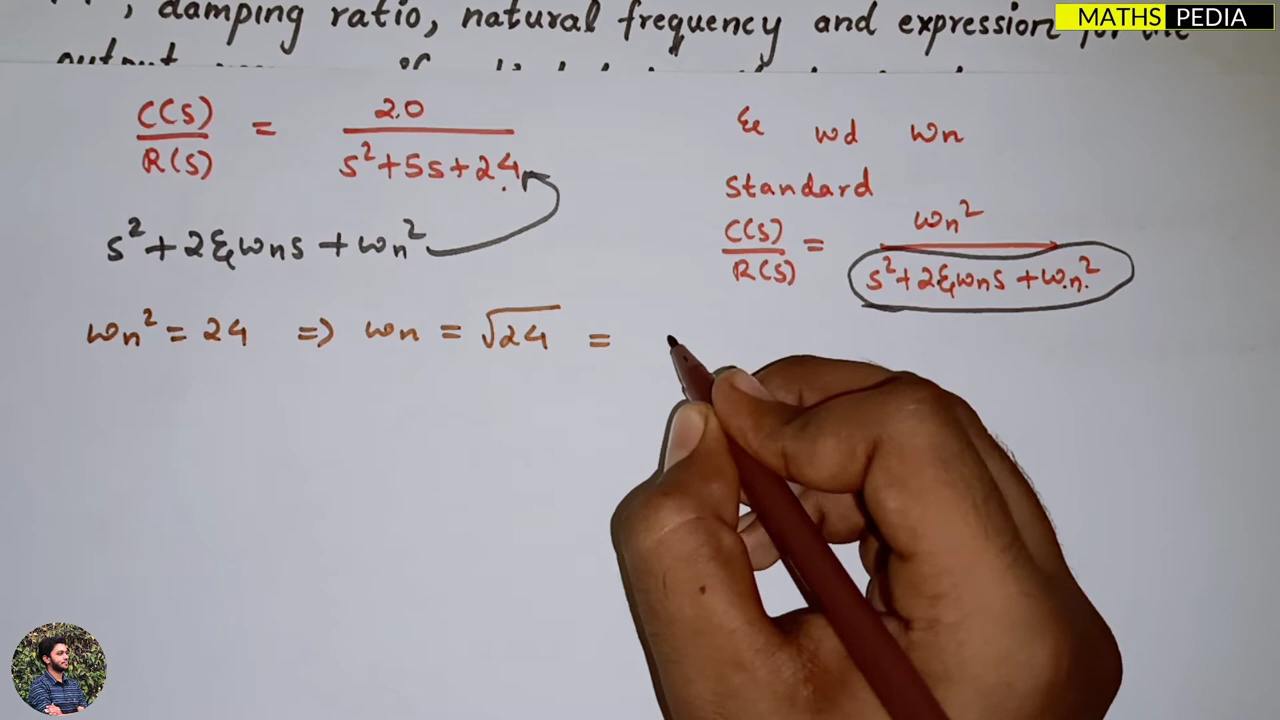 MATHS PEDIA
, damping ratio, natural frequency and expression for the
C(s)/R(s) = 20/(s²+5s+24)
ξ ωd ωn
Standard
C(s)/R(s) = ωn²/(s²+2ξωns+ωn²)
s²+2ξωns+ωn²
ωn² = 24 => ωn = √24 =